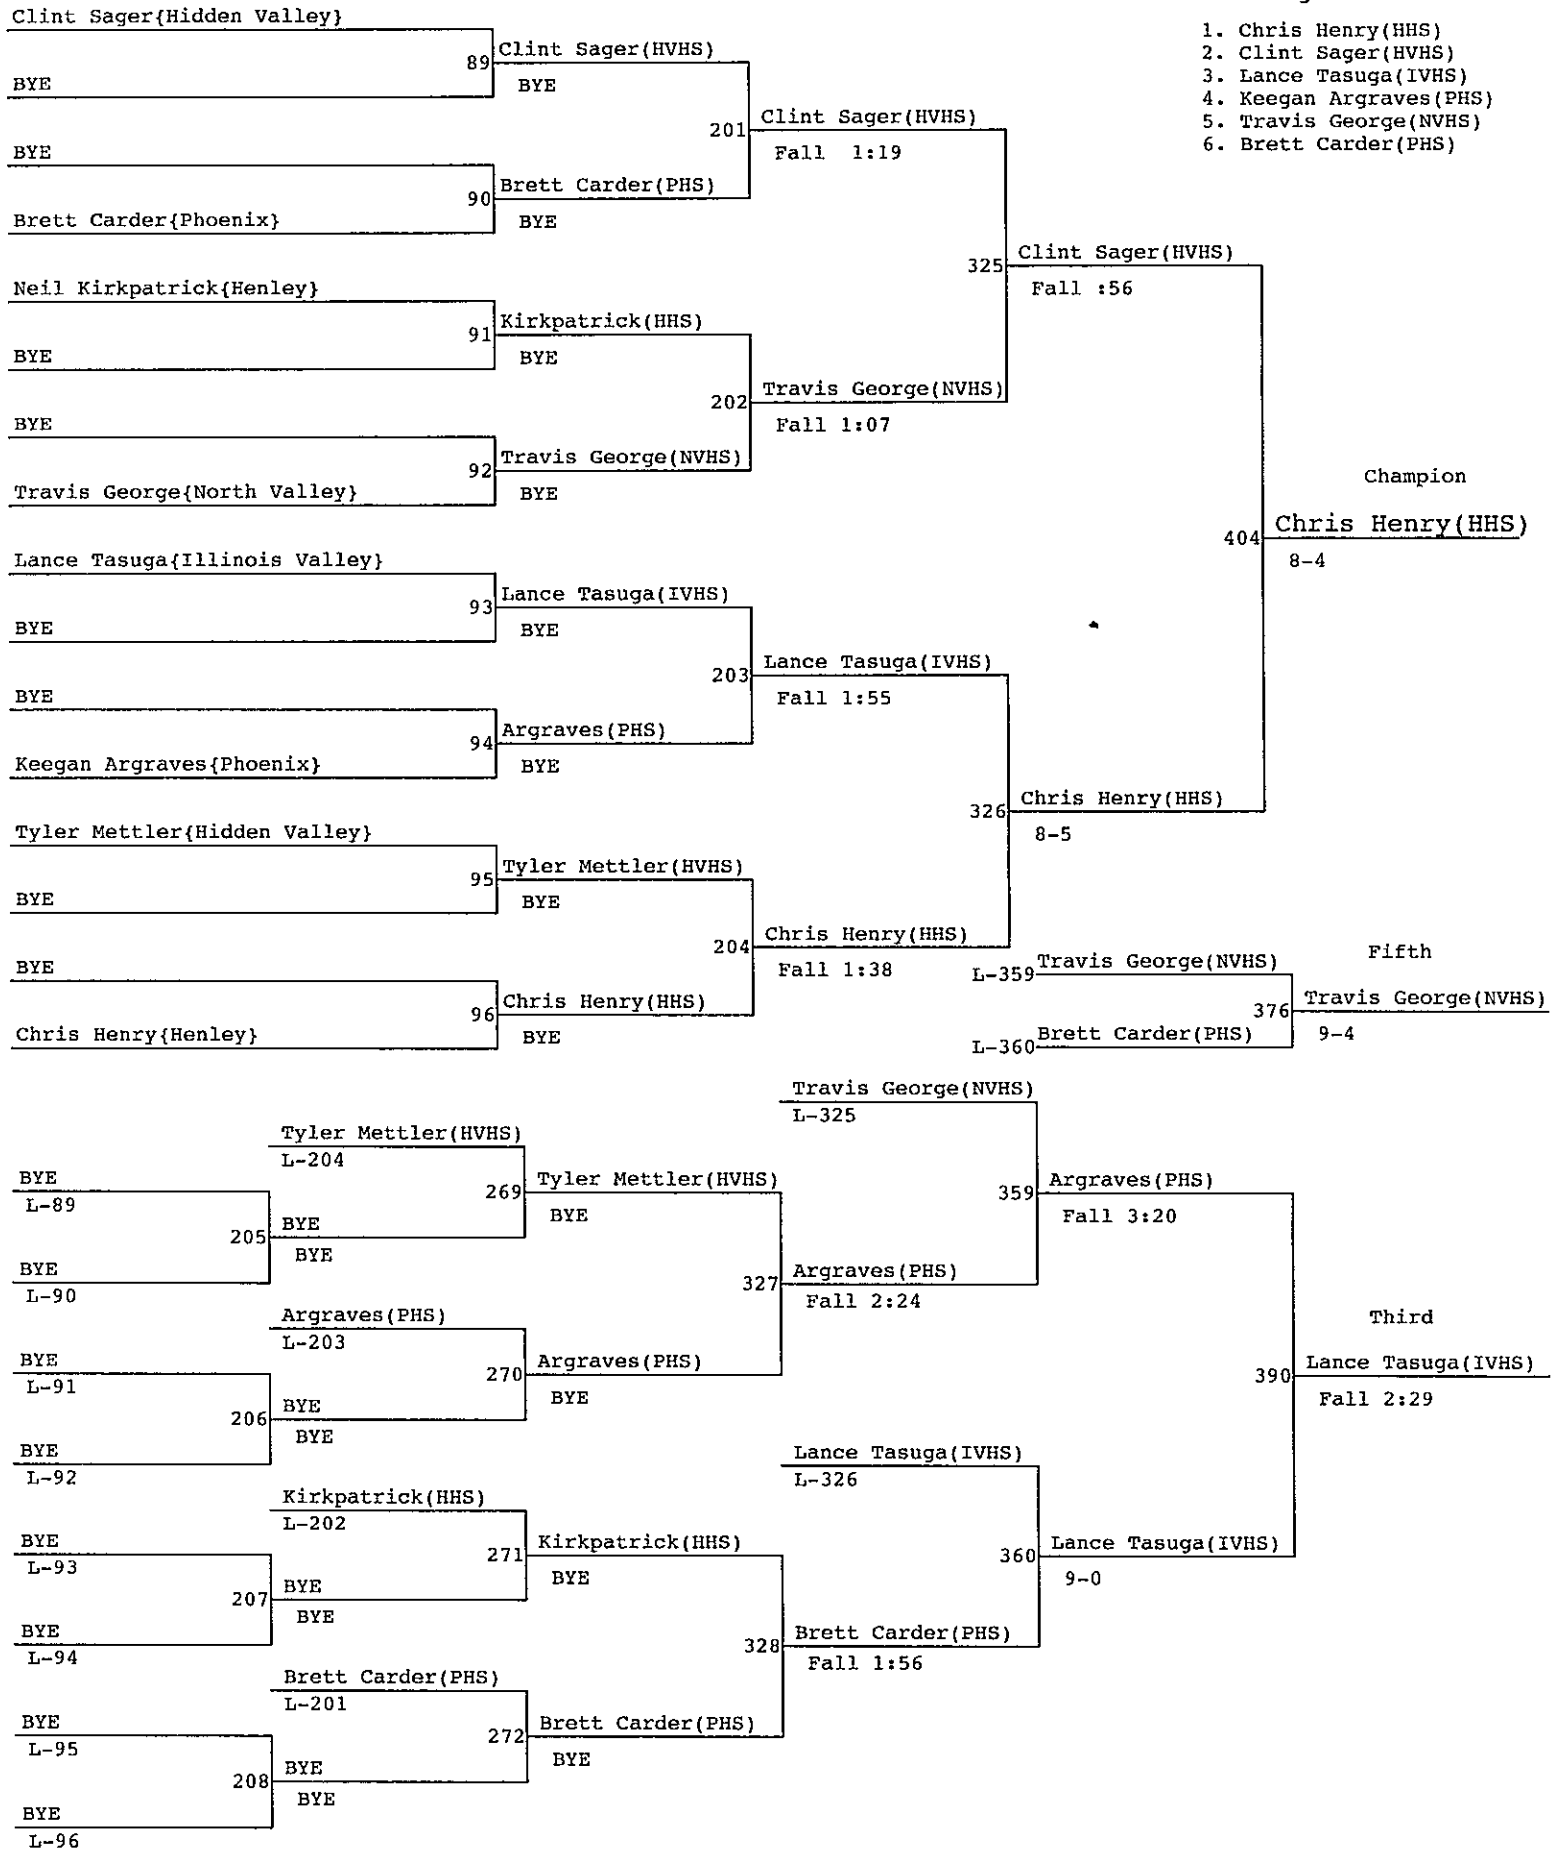 1. Chris Henry(HHS)
2. Clint Sager(HVHS)
3. Lance Tasuga(IVHS)
4. Keegan Argraves(PHS)
5. Travis George(NVHS)
6. Brett Carder(PHS)
Clint Sager{Hidden Valley}
89 Clint Sager(HVHS)
BYE
BYE
201 Clint Sager(HVHS)
Fall 1:19
BYE
90 Brett Carder(PHS)
BYE
Brett Carder{Phoenix}
325 Clint Sager(HVHS)
Fall :56
Neil Kirkpatrick{Henley}
91 Kirkpatrick(HHS)
BYE
BYE
202 Travis George(NVHS)
Fall 1:07
BYE
92 Travis George(NVHS)
BYE
Travis George{North Valley}
Champion
404 Chris Henry(HHS)
8-4
Lance Tasuga{Illinois Valley}
93 Lance Tasuga(IVHS)
BYE
BYE
203 Lance Tasuga(IVHS)
Fall 1:55
BYE
94 Argraves(PHS)
BYE
Keegan Argraves{Phoenix}
326 Chris Henry(HHS)
8-5
Tyler Mettler{Hidden Valley}
95 Tyler Mettler(HVHS)
BYE
BYE
204 Chris Henry(HHS)
Fall 1:38
BYE
96 Chris Henry(HHS)
BYE
Chris Henry{Henley}
Fifth
L-359 Travis George(NVHS)
376 Travis George(NVHS)
9-4
L-360 Brett Carder(PHS)
Travis George(NVHS)
L-325
Tyler Mettler(HVHS)
L-204
BYE
L-89
269 Tyler Mettler(HVHS)
BYE
359 Argraves(PHS)
Fall 3:20
205 BYE
BYE
BYE
L-90
327 Argraves(PHS)
Fall 2:24
Argraves(PHS)
L-203
Third
BYE
L-91
270 Argraves(PHS)
BYE
390 Lance Tasuga(IVHS)
Fall 2:29
206 BYE
BYE
BYE
L-92
Lance Tasuga(IVHS)
L-326
Kirkpatrick(HHS)
L-202
BYE
L-93
271 Kirkpatrick(HHS)
BYE
360 Lance Tasuga(IVHS)
9-0
207 BYE
BYE
BYE
L-94
328 Brett Carder(PHS)
Fall 1:56
Brett Carder(PHS)
L-201
BYE
L-95
272 Brett Carder(PHS)
BYE
208 BYE
BYE
BYE
L-96